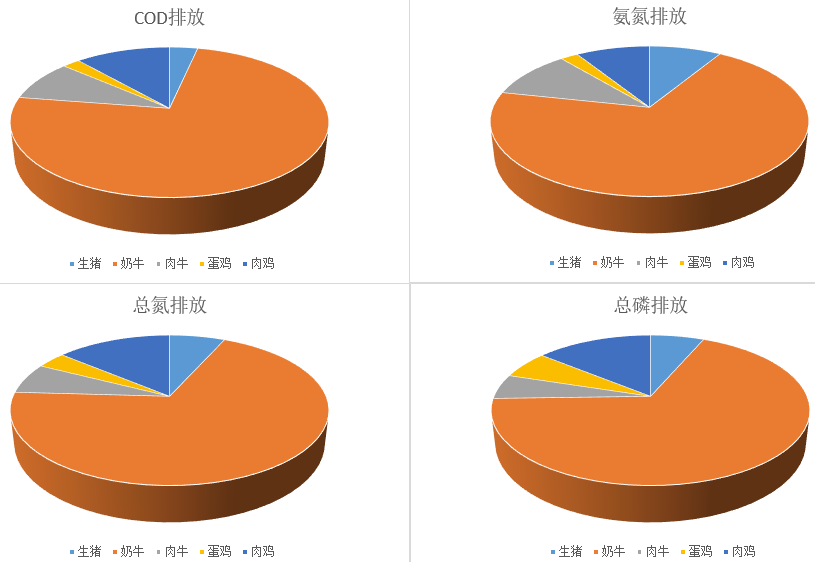 COD排放
氨氮排放
生猪 奶牛 肉牛 蛋鸡 肉鸡
生猪 奶牛 肉牛 蛋鸡 肉鸡
总氮排放
总磷排放
生猪 奶牛 肉牛 蛋鸡 肉鸡
生猪 奶牛 肉牛 蛋鸡 肉鸡